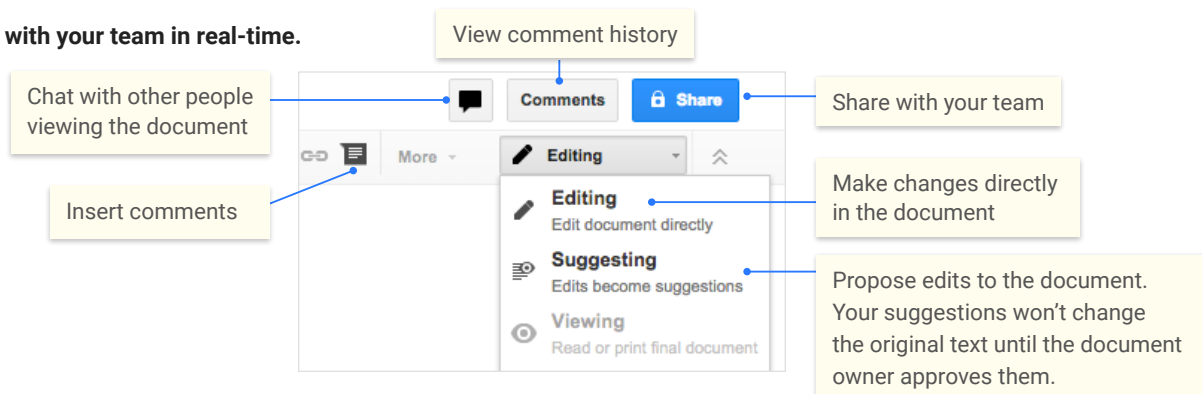 with your team in real-time.
View comment history
Chat with other people
viewing the document
Comments
Share
Share with your team
More
Editing
Insert comments
Editing
Edit document directly
Make changes directly
in the document
Suggesting
Edits become suggestions
Propose edits to the document.
Your suggestions won’t change
the original text until the document
owner approves them.
Viewing
Read or print final document